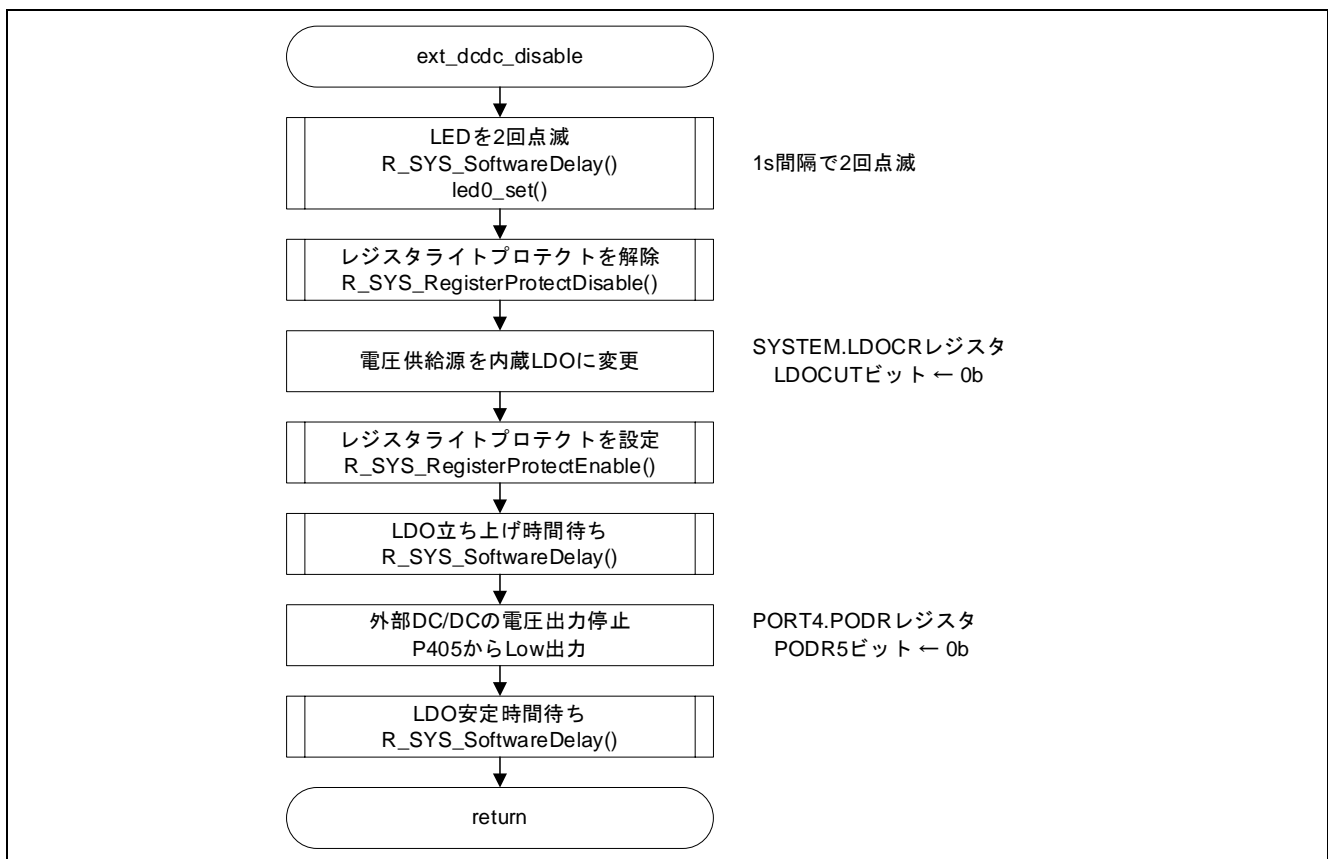 ext_dcdc_disable
LEDを2回点滅
R_SYS_SoftwareDelay()
led0_set()
1s間隔で2回点滅
レジスタライトプロテクトを解除
R_SYS_RegisterProtectDisable()
電圧供給源を内蔵LDOに変更
SYSTEM.LDOCRレジスタ
LDOCUTビット ← 0b
レジスタライトプロテクトを設定
R_SYS_RegisterProtectEnable()
LDO立ち上げ時間待ち
R_SYS_SoftwareDelay()
外部DC/DCの電圧出力停止
P405からLow出力
PORT4.PODRレジスタ
PODR5ビット ← 0b
LDO安定時間待ち
R_SYS_SoftwareDelay()
return